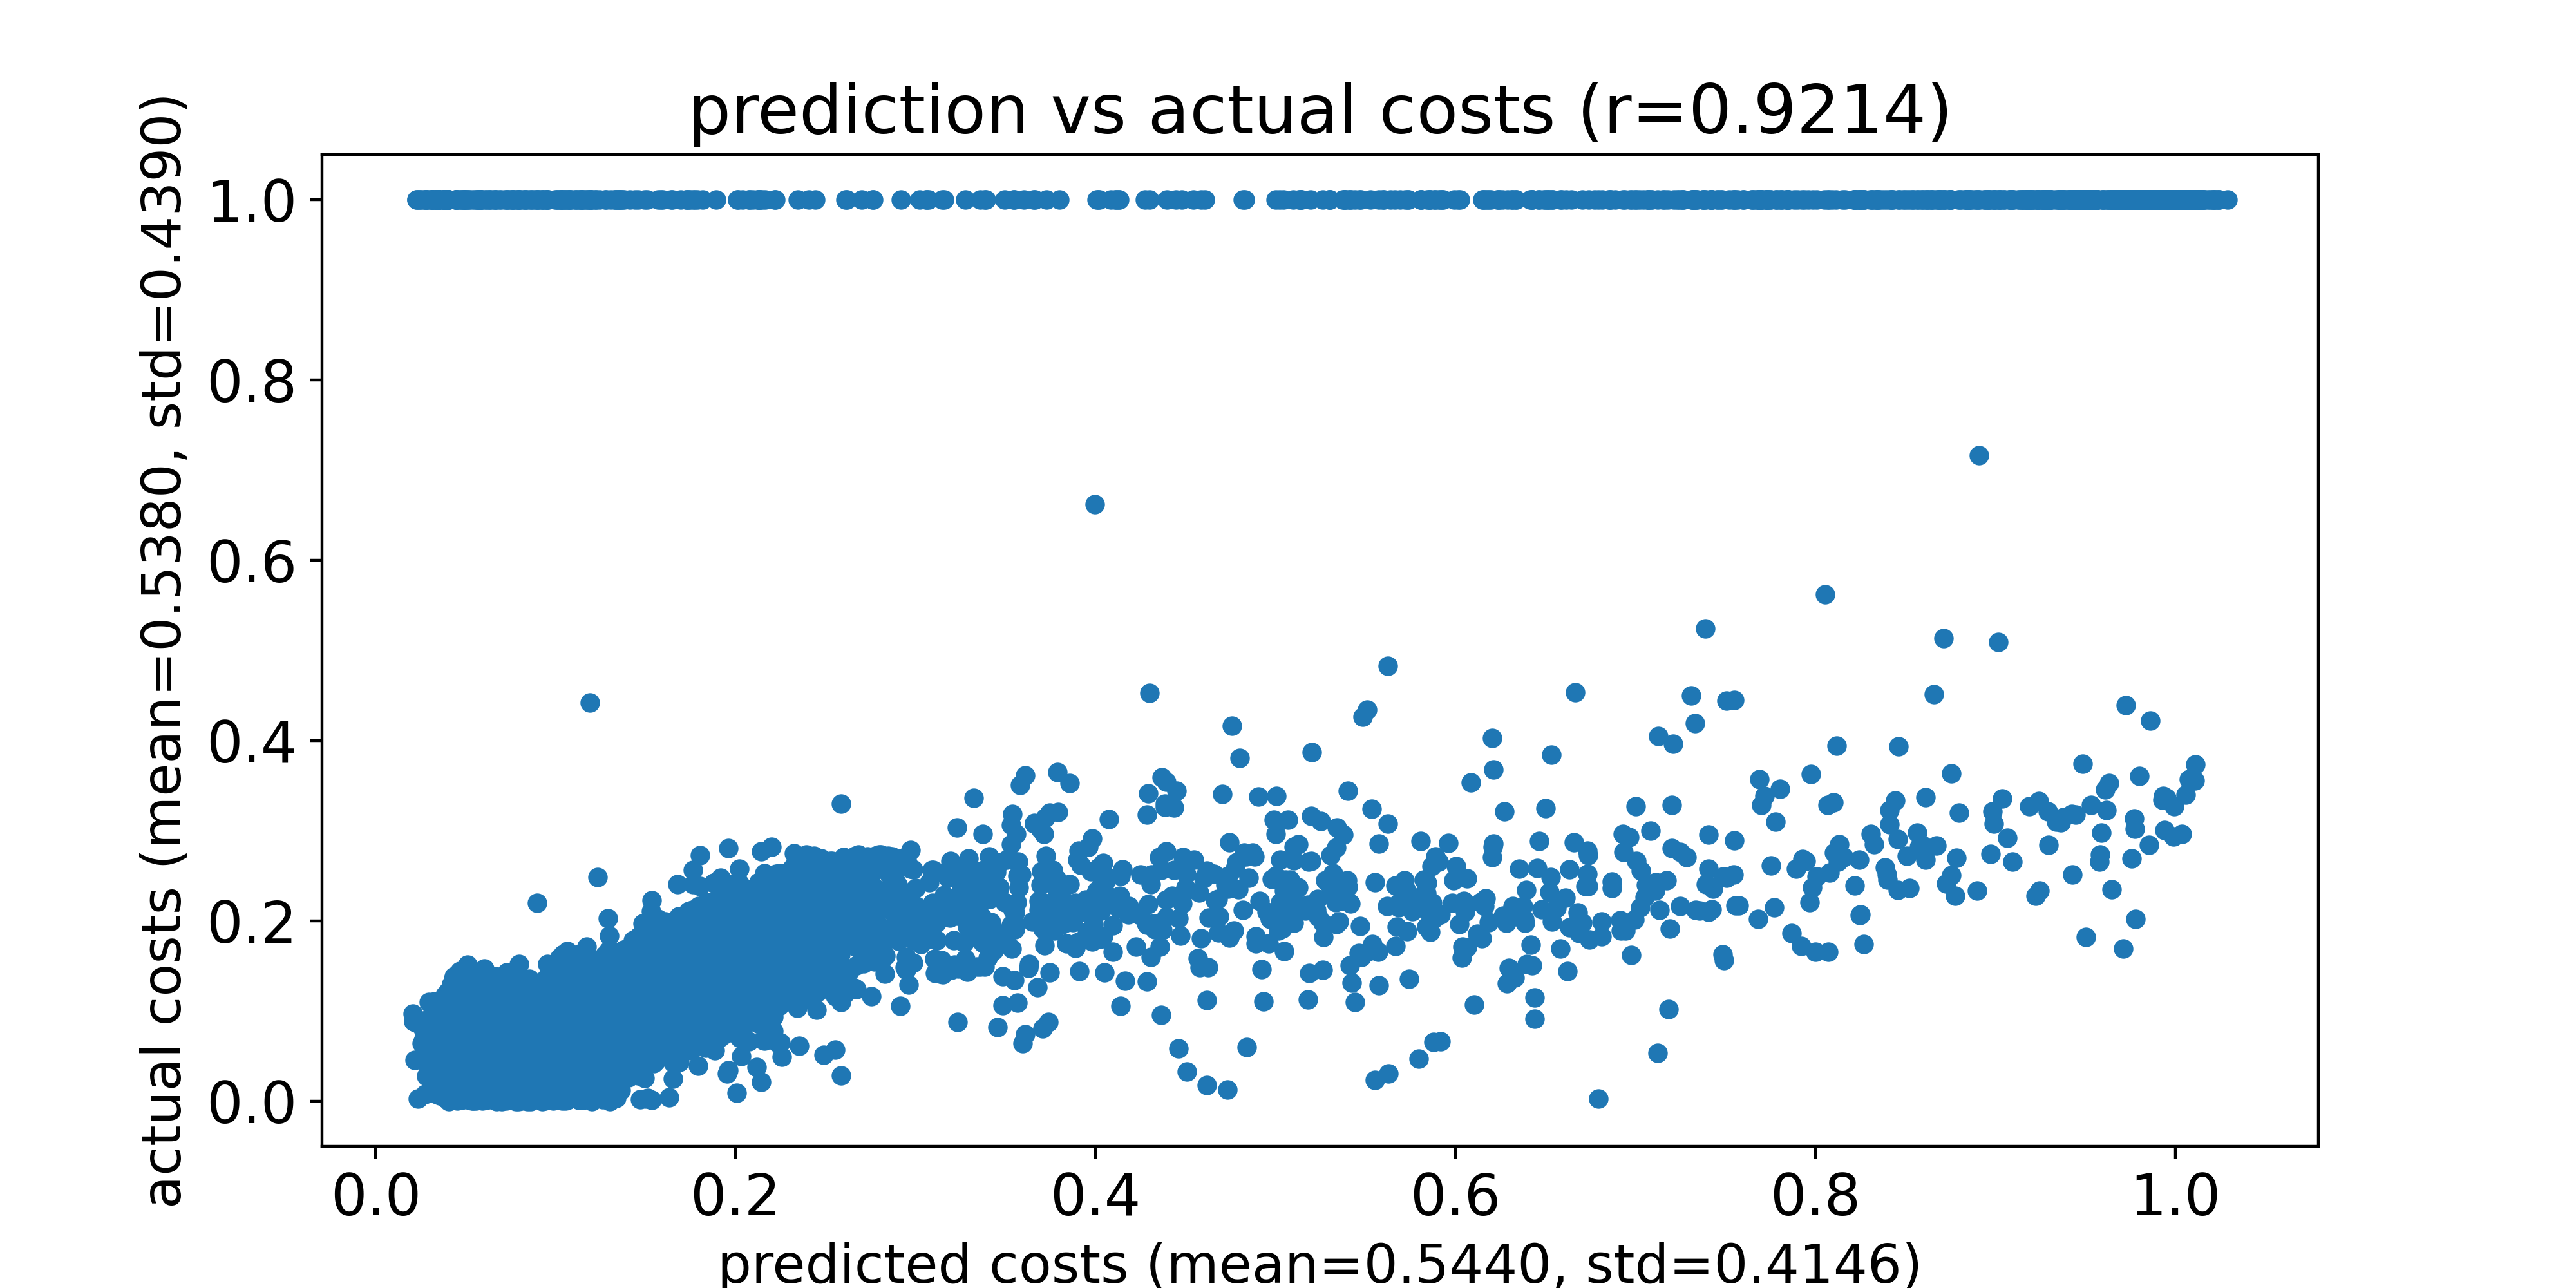 prediction vs actual costs (r=0.9214)
actual costs (mean=0.5380, std=0.4390)
1.0
0.8
0.6
0.4
0.2
0.0
0.0 0.2 0.4 0.6 0.8 1.0
predicted costs (mean=0.5440, std=0.4146)